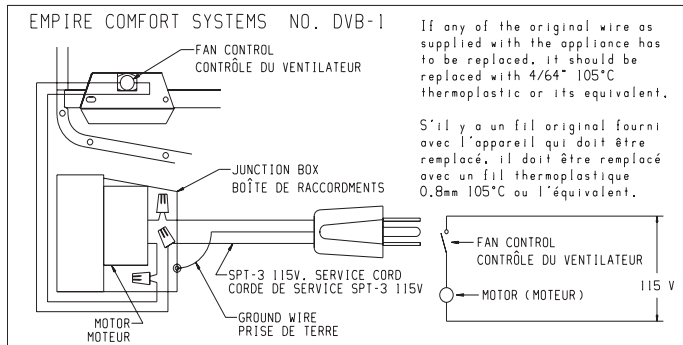 EMPIRE COMFORT SYSTEMS NO. DVB-1
FAN CONTROL
CONTRÔLE DU VENTILATEUR
JUNCTION BOX
BOÎTE DE RACCORDMENTS
SPT-3 115V. SERVICE CORD
CORDE DE SERVICE SPT-3 115V
GROUND WIRE
PRISE DE TERRE
MOTOR
MOTEUR
If any of the original wire as
supplied with the appliance has
to be replaced, it should be
replaced with 4/64" 105°C
thermoplastic or its equivalent.
S'il y a un fil original fourni
avec l'appareil qui doit être
remplacé, il doit être remplacé
avec un fil thermoplastique
0.8mm 105°C ou l'équivalent.
FAN CONTROL
CONTRÔLE DU VENTILATEUR
115 V
MOTOR (MOTEUR)